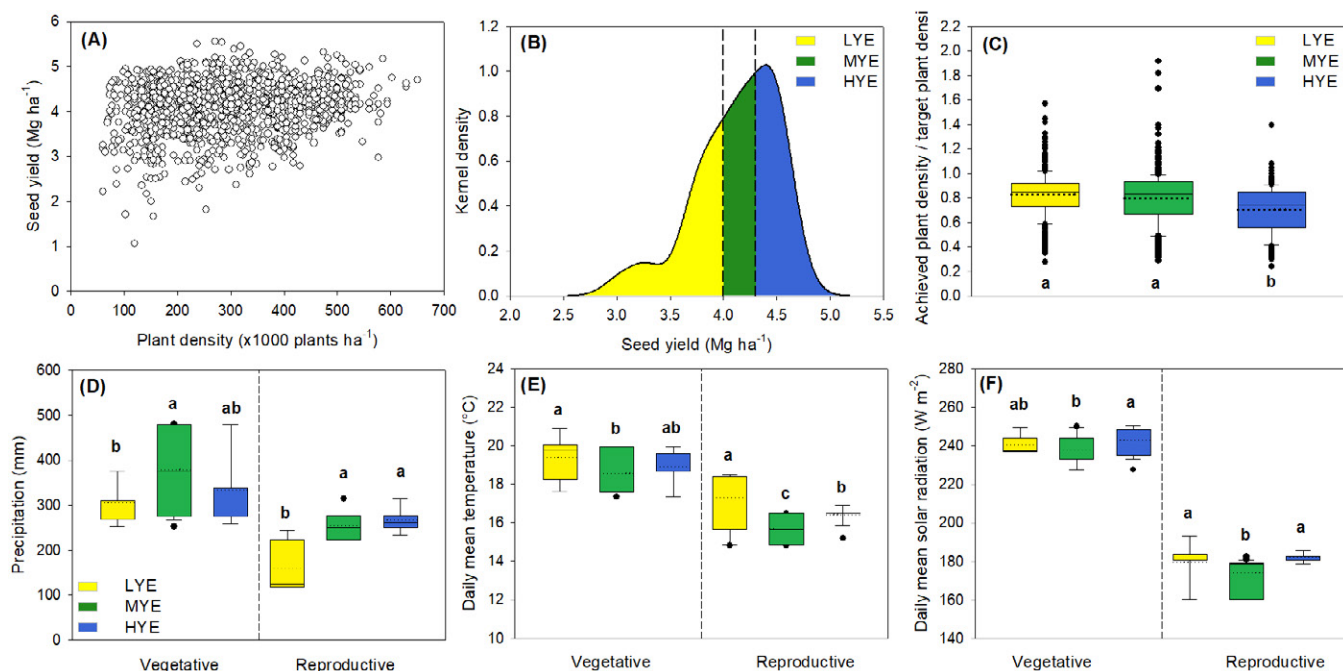 (A)
Seed yield (Mg ha⁻¹)
6
5
4
3
2
1
0
0 100 200 300 400 500 600 700
Plant density (x1000 plants ha⁻¹)
(B)
LYE
MYE
HYE
Kernel density
1.2
1.0
0.8
0.6
0.4
0.2
0.0
2.0 2.5 3.0 3.5 4.0 4.5 5.0 5.5
Seed yield (Mg ha⁻¹)
(C)
LYE
MYE
HYE
Achieved plant density / target plant densi
2.2
2.0
1.8
1.6
1.4
1.2
1.0
0.8
0.6
0.4
0.2
0.0
a a b
(D)
Precipitation (mm)
600
500
400
300
200
100
0
b a ab b a a
LYE
MYE
HYE
Vegetative Reproductive
(E)
Daily mean temperature (°C)
24
22
20
18
16
14
12
10
a b ab a c b
Vegetative Reproductive
(F)
Daily mean solar radiation (W m⁻²)
280
260
240
220
200
180
160
140
ab b a a b a
Vegetative Reproductive